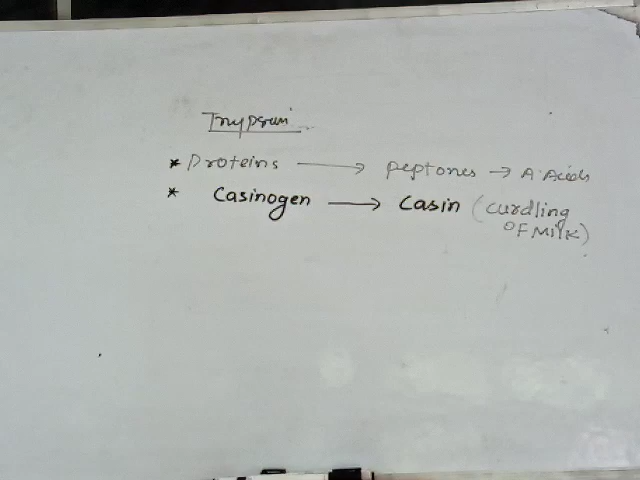 Trypsin
* Proteins → peptones → A.Acids
* Casinogen → Casin (curdling
OF Milk)